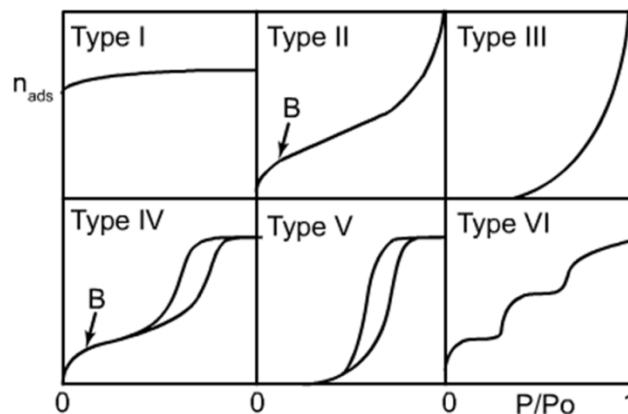 Type I
Type II
Type III
n_ads
B
Type IV
Type V
Type VI
B
0
0
0
P/Po
1